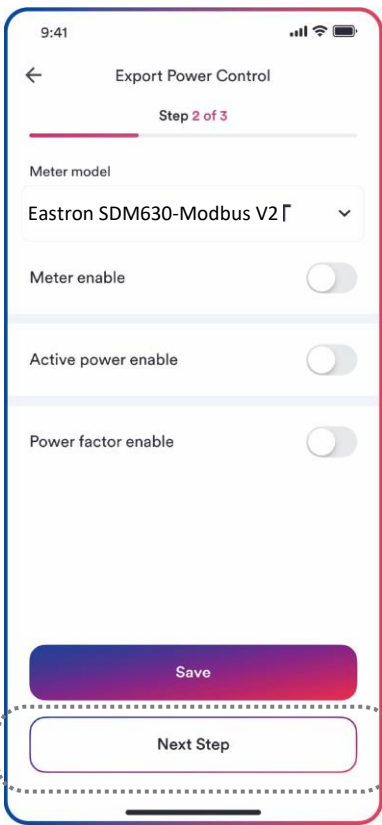 9:41
Export Power Control
Step 2 of 3
Meter model
Eastron SDM630-Modbus V2
Meter enable
Active power enable
Power factor enable
Save
Next Step